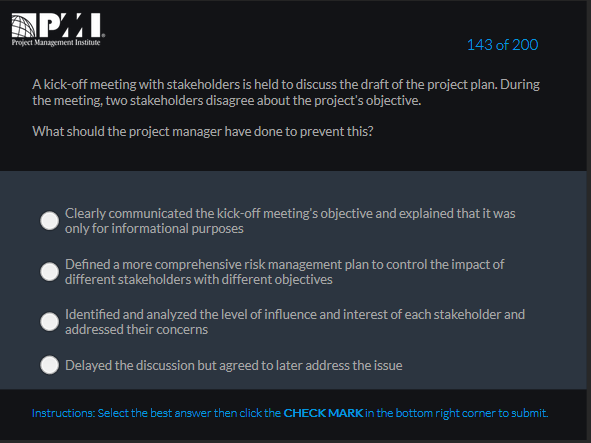 PMI
Project Management Institute
143 of 200
A kick-off meeting with stakeholders is held to discuss the draft of the project plan. During
the meeting, two stakeholders disagree about the project's objective.
What should the project manager have done to prevent this?
Clearly communicated the kick-off meeting's objective and explained that it was
only for informational purposes
Defined a more comprehensive risk management plan to control the impact of
different stakeholders with different objectives
Identified and analyzed the level of influence and interest of each stakeholder and
addressed their concerns
Delayed the discussion but agreed to later address the issue
Instructions: Select the best answer then click the CHECK MARK in the bottom right corner to submit.